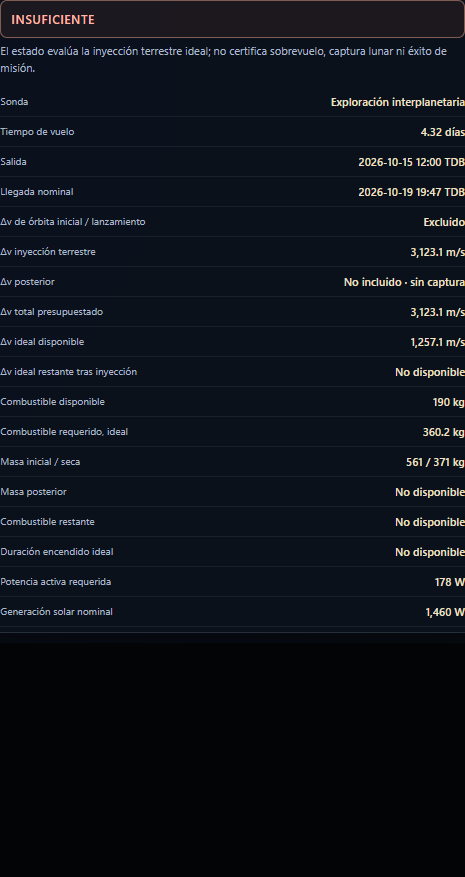 INSUFICIENTE
El estado evalúa la inyección terrestre ideal; no certifica sobrevuelo, captura lunar ni éxito de
misión.
Sonda Exploración interplanetaria
Tiempo de vuelo 4.32 días
Salida 2026-10-15 12:00 TDB
Llegada nominal 2026-10-19 19:47 TDB
Δv de órbita inicial / lanzamiento Excluido
Δv inyección terrestre 3,123.1 m/s
Δv posterior No incluido · sin captura
Δv total presupuestado 3,123.1 m/s
Δv ideal disponible 1,257.1 m/s
Δv ideal restante tras inyección No disponible
Combustible disponible 190 kg
Combustible requerido, ideal 360.2 kg
Masa inicial / seca 561 / 371 kg
Masa posterior No disponible
Combustible restante No disponible
Duración encendido ideal No disponible
Potencia activa requerida 178 W
Generación solar nominal 1,460 W